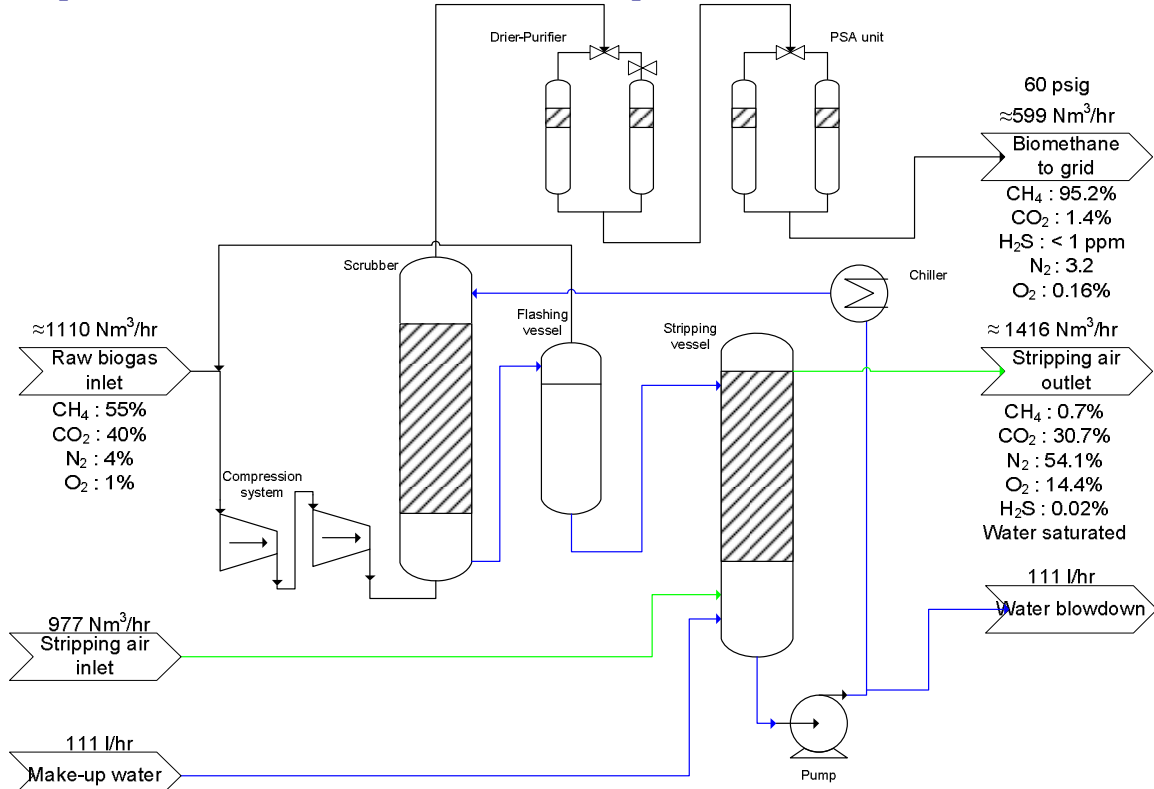 Drier-Purifier
PSA unit
60 psig
≈599 Nm³/hr
Biomethane
to grid
CH₄ : 95.2%
CO₂ : 1.4%
H₂S : < 1 ppm
N₂ : 3.2
O₂ : 0.16%
Scrubber
Chiller
Flashing
vessel
Stripping
vessel
≈1110 Nm³/hr
Raw biogas
inlet
CH₄ : 55%
CO₂ : 40%
N₂ : 4%
O₂ : 1%
≈ 1416 Nm³/hr
Stripping air
outlet
CH₄ : 0.7%
CO₂ : 30.7%
N₂ : 54.1%
O₂ : 14.4%
H₂S : 0.02%
Water saturated
Compression
system
111 l/hr
Water blowdown
977 Nm³/hr
Stripping air
inlet
111 l/hr
Make-up water
Pump